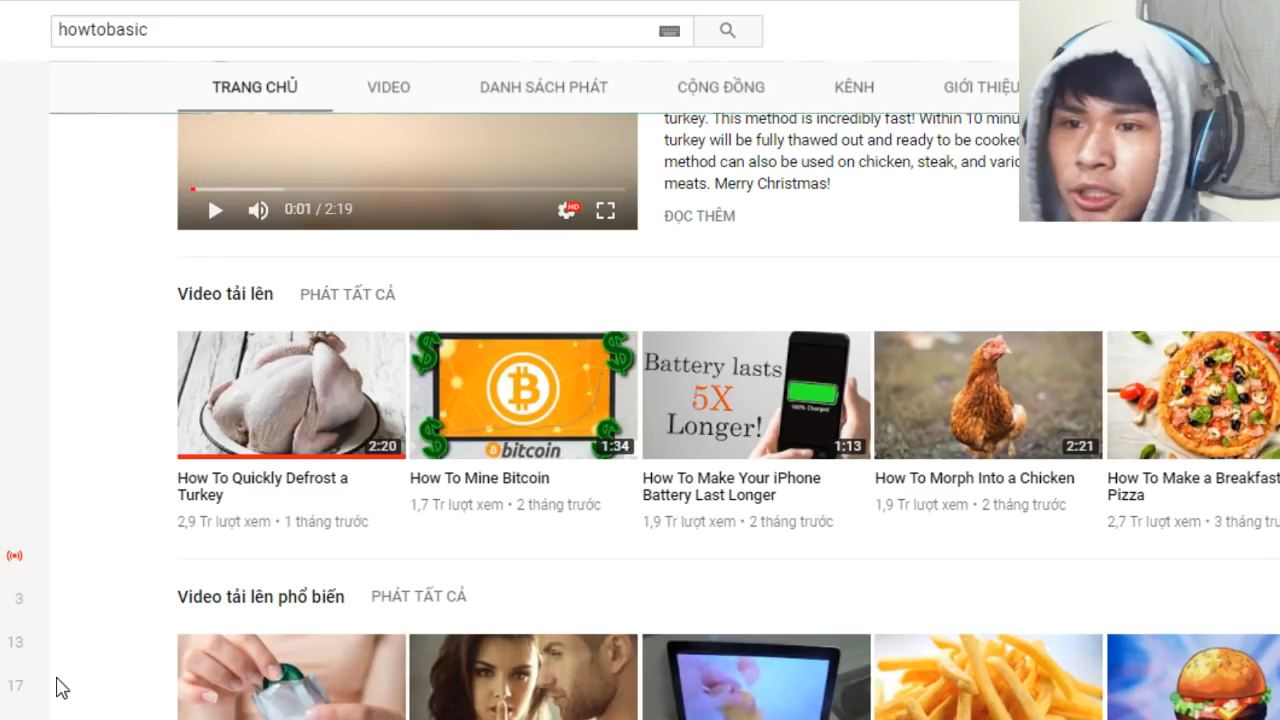 howtobasic
TRANG CHỦ
VIDEO
DANH SÁCH PHÁT
CỘNG ĐỒNG
KÊNH
GIỚI THIỆU
turkey. This method is incredibly fast! Within 10 minu
turkey will be fully thawed out and ready to be cooked
method can also be used on chicken, steak, and vario
meats. Merry Christmas!
ĐỌC THÊM
0:01 / 2:19
HD
Video tải lên
PHÁT TẤT CẢ
2:20
bitcoin
1:34
Battery lasts
5X
Longer!
100% Charged
1:13
2:21
How To Quickly Defrost a
Turkey
2,9 Tr lượt xem • 1 tháng trước
How To Mine Bitcoin
1,7 Tr lượt xem • 2 tháng trước
How To Make Your iPhone
Battery Last Longer
1,9 Tr lượt xem • 2 tháng trước
How To Morph Into a Chicken
1,9 Tr lượt xem • 2 tháng trước
How To Make a Breakfast
Pizza
2,7 Tr lượt xem • 3 tháng trư
Video tải lên phổ biến
PHÁT TẤT CẢ
3
13
17